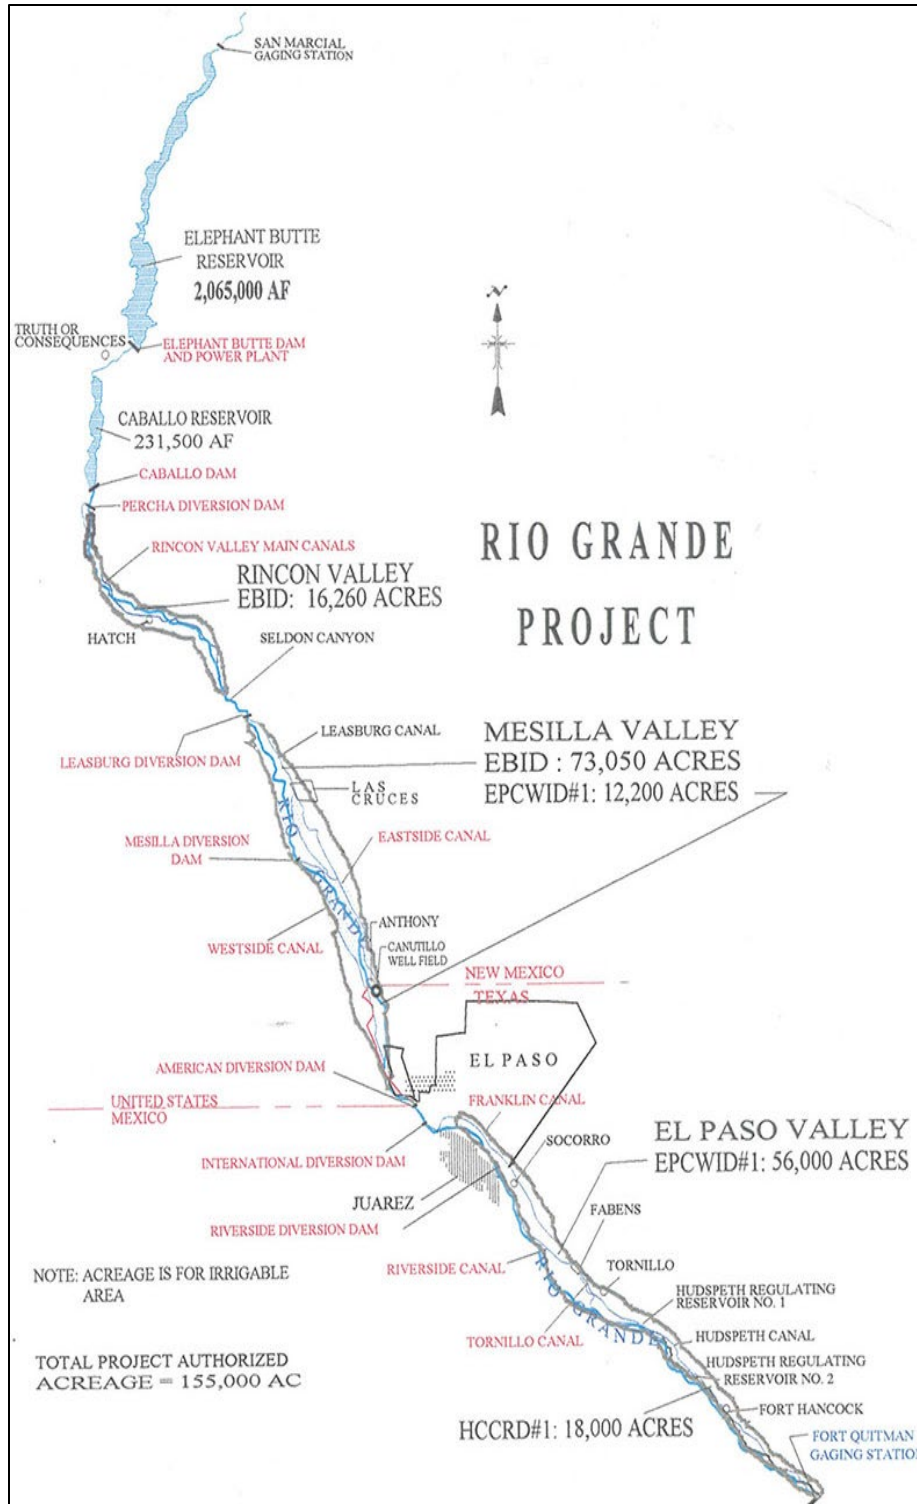 SAN MARCIAL
GAGING STATION
ELEPHANT BUTTE
RESERVOIR
2,065,000 AF
N
TRUTH OR
CONSEQUENCES
ELEPHANT BUTTE DAM
AND POWER PLANT
CABALLO RESERVOIR
231,500 AF
CABALLO DAM
PERCHA DIVERSION DAM
RIO GRANDE
PROJECT
RINCON VALLEY MAIN CANALS
RINCON VALLEY
EBID: 16,260 ACRES
HATCH
SELDON CANYON
LEASBURG CANAL
MESILLA VALLEY
EBID : 73,050 ACRES
EPCWID#1: 12,200 ACRES
LEASBURG DIVERSION DAM
LAS
CRUCES
RIO GRANDE
MESILLA DIVERSION
DAM
EASTSIDE CANAL
WESTSIDE CANAL
ANTHONY
CANUTILLO
WELL FIELD
NEW MEXICO
TEXAS
EL PASO
AMERICAN DIVERSION DAM
UNITED STATES
MEXICO
FRANKLIN CANAL
INTERNATIONAL DIVERSION DAM
SOCORRO
EL PASO VALLEY
EPCWID#1: 56,000 ACRES
JUAREZ
RIVERSIDE DIVERSION DAM
FABENS
RIVERSIDE CANAL
TORNILLO
NOTE: ACREAGE IS FOR IRRIGABLE
AREA
RIO GRANDE
HUDSPETH REGULATING
RESERVOIR NO. 1
TORNILLO CANAL
HUDSPETH CANAL
HUDSPETH REGULATING
RESERVOIR NO. 2
TOTAL PROJECT AUTHORIZED
ACREAGE = 155,000 AC
FORT HANCOCK
HCCRD#1: 18,000 ACRES
FORT QUITMAN
GAGING STATION